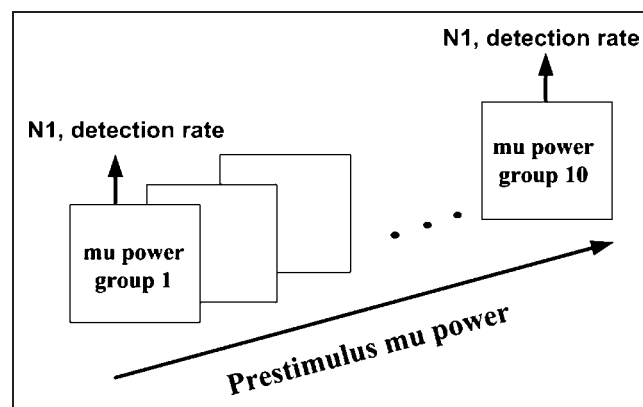 N1, detection rate
N1, detection rate
mu power
group 10
mu power
group 1
Prestimulus mu power